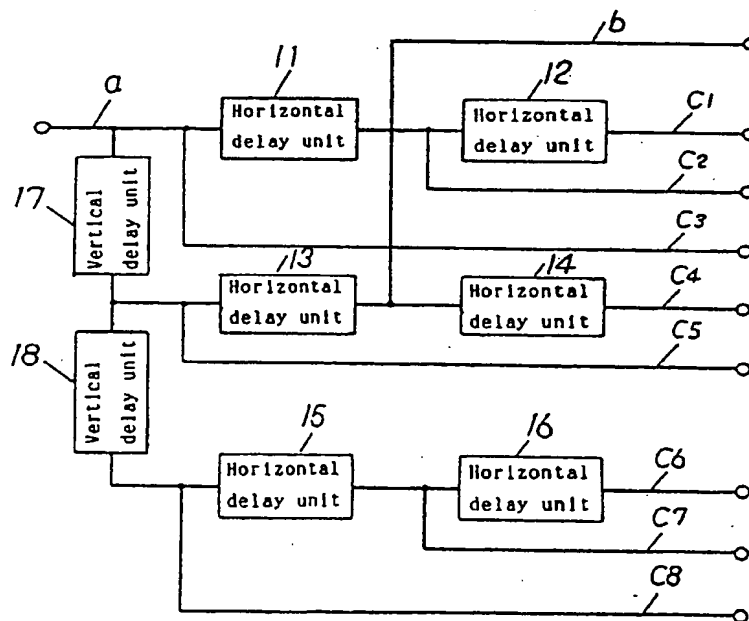 b
11
a
12
Horizontal
delay unit
C1
Horizontal
delay unit
C2
17
Vertical
delay unit
C3
13
14
C4
Horizontal
delay unit
Horizontal
delay unit
C5
18
Vertical
delay unit
15
16
C6
Horizontal
delay unit
Horizontal
delay unit
C7
C8